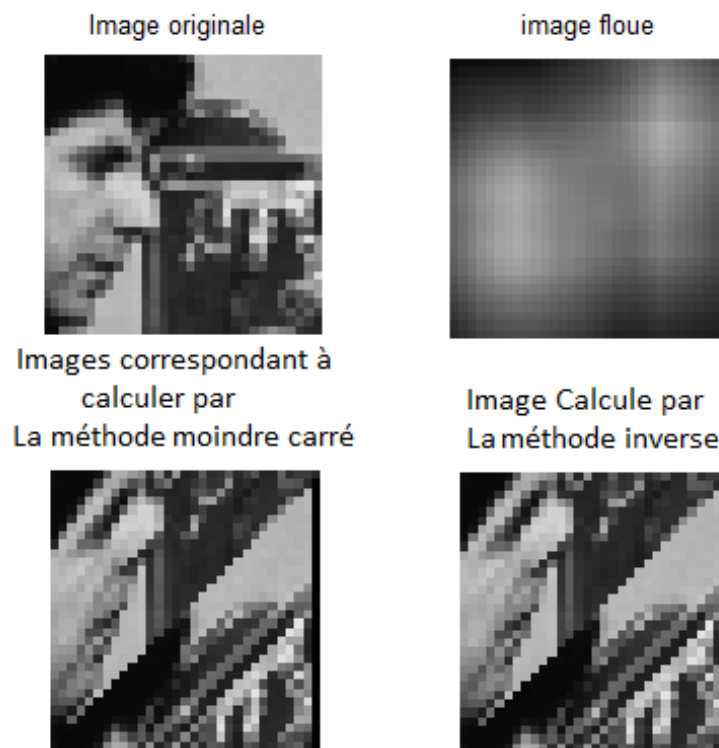 Image originale
image floue
Images correspondant à
calculer par
La méthode moindre carré
Image Calcule par
La méthode inverse